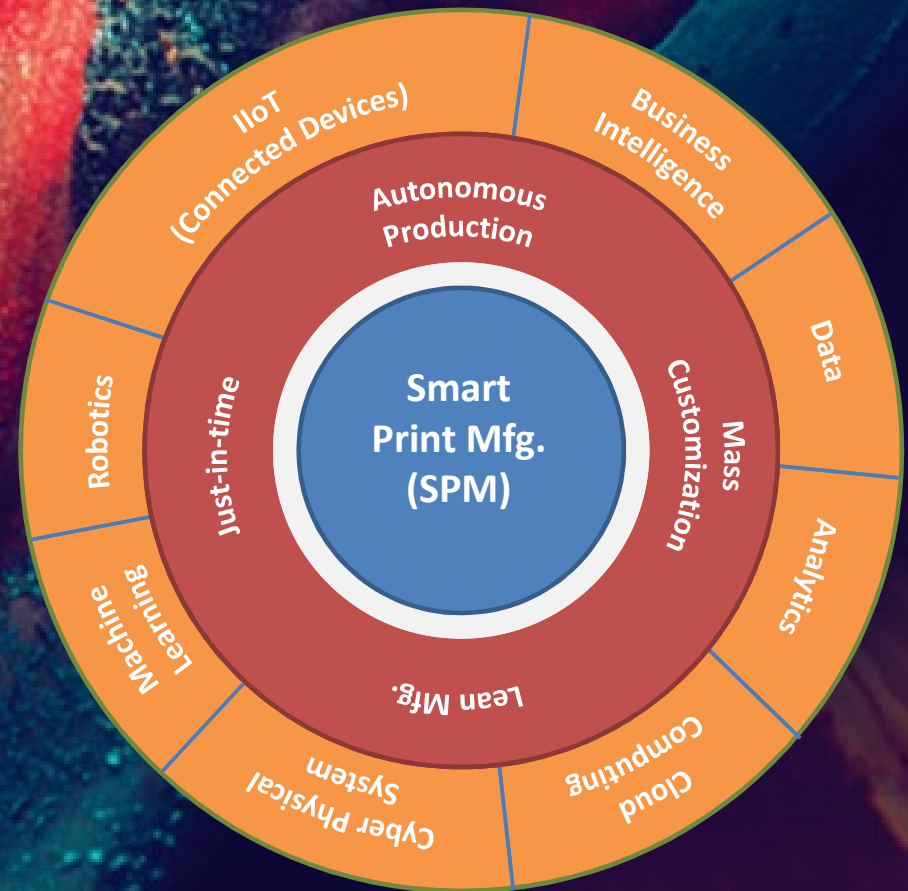 Smart
Print Mfg.
(SPM)
Autonomous
Production
Mass
Customization
Lean Mfg.
Just-in-time
IIoT
(Connected Devices)
Business
Intelligence
Data
Analytics
Cloud
Computing
Cyber Physical
System
Machine
Learning
Robotics